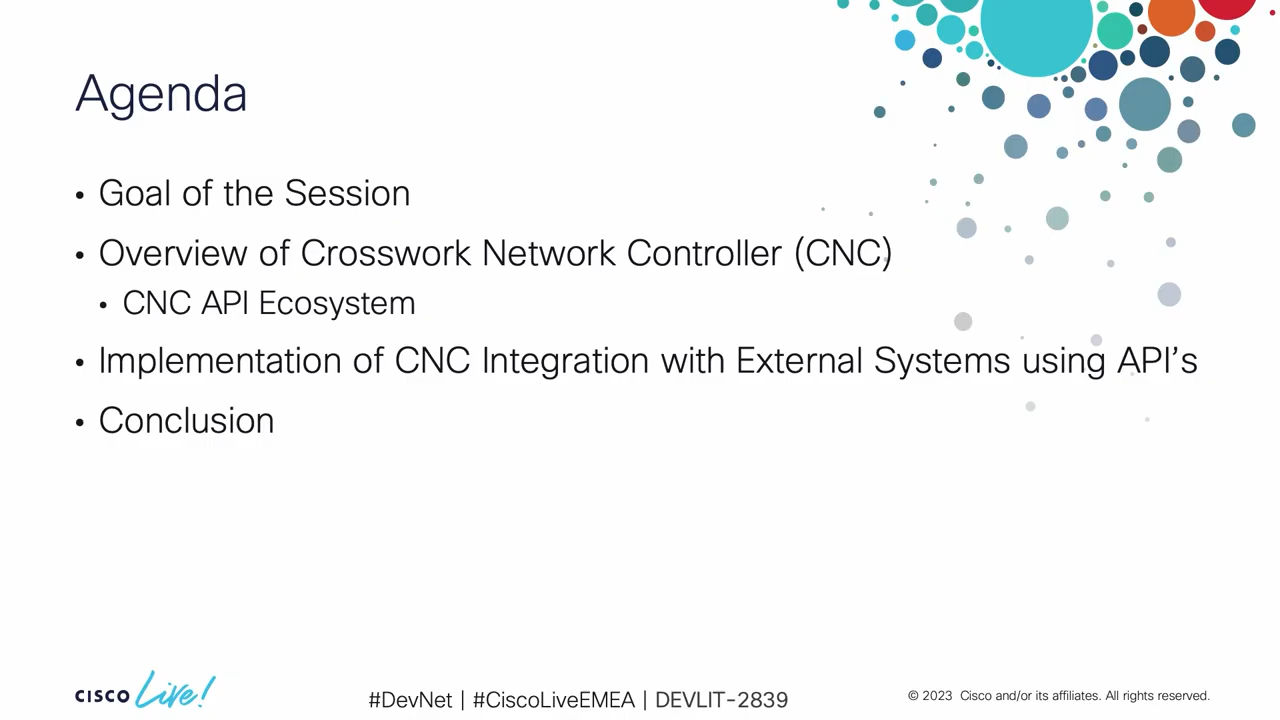 Agenda
• Goal of the Session
• Overview of Crosswork Network Controller (CNC)
• CNC API Ecosystem
• Implementation of CNC Integration with External Systems using API’s
• Conclusion
CISCO Live!
#DevNet | #CiscoLiveEMEA | DEVLIT-2839
© 2023 Cisco and/or its affiliates. All rights reserved.